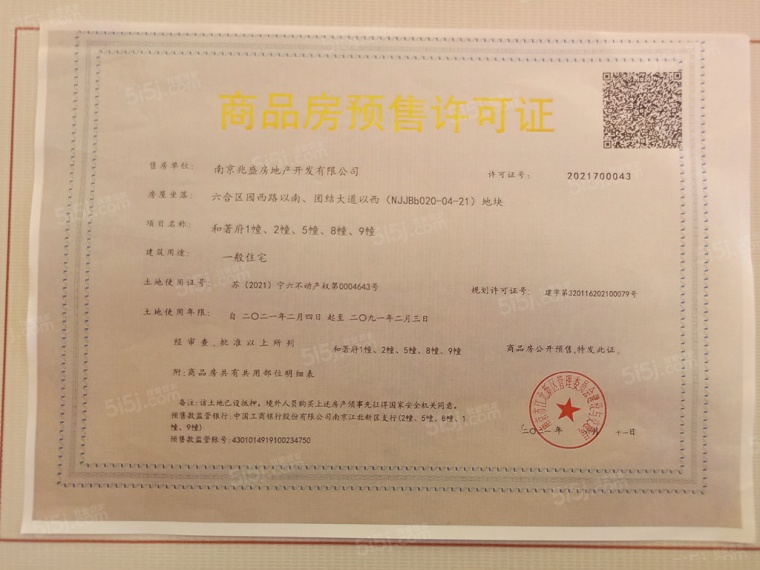 商品房预售许可证
售房单位: 南京兆盛房地产开发有限公司 许可证号: 2021700043
房屋坐落: 六合区园西路以南、团结大道以西（NJJBb020-04-21）地块
项目名称: 和著府1幢、2幢、5幢、8幢、9幢
建筑用途: 一般住宅
土地使用证号: 苏（2021）宁六不动产权第0004643号 规划许可证号: 建字第320116202100079号
土地使用年限: 自 二〇二一年二月四日 起至 二〇九一年二月三日
经审查,批准以上所列 和著府1幢、2幢、5幢、8幢、9幢 商品房公开预售,特发此证。
附:商品房共有共用部位明细表
备注:该土地已设抵押。境外人员购买上述房产须事先征得国家安全机关同意。
预售款监管银行:中国工商银行股份有限公司南京江北新区支行(2幢、5幢、8幢、1
幢、9幢)
预售款监管账号:4301014919100234750
二〇二一年 月 十一日
5i5j.com